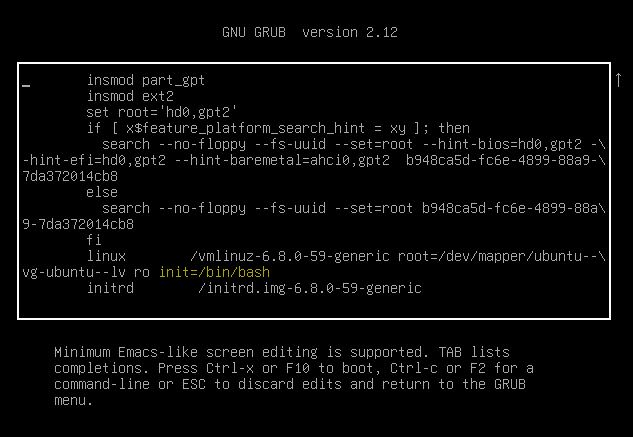 GNU GRUB  version 2.12
insmod part_gpt
insmod ext2
set root='hd0,gpt2'
if [ x$feature_platform_search_hint = xy ]; then
search --no-floppy --fs-uuid --set=root --hint-bios=hd0,gpt2 -\
-hint-efi=hd0,gpt2 --hint-baremetal=ahci0,gpt2  b948ca5d-fc6e-4899-88a9-\
7da372014cb8
else
search --no-floppy --fs-uuid --set=root b948ca5d-fc6e-4899-88a\
9-7da372014cb8
fi
linux        /vmlinuz-6.8.0-59-generic root=/dev/mapper/ubuntu--\
vg-ubuntu--lv ro init=/bin/bash
initrd        /initrd.img-6.8.0-59-generic
Minimum Emacs-like screen editing is supported. TAB lists
completions. Press Ctrl-x or F10 to boot, Ctrl-c or F2 for a
command-line or ESC to discard edits and return to the GRUB
menu.